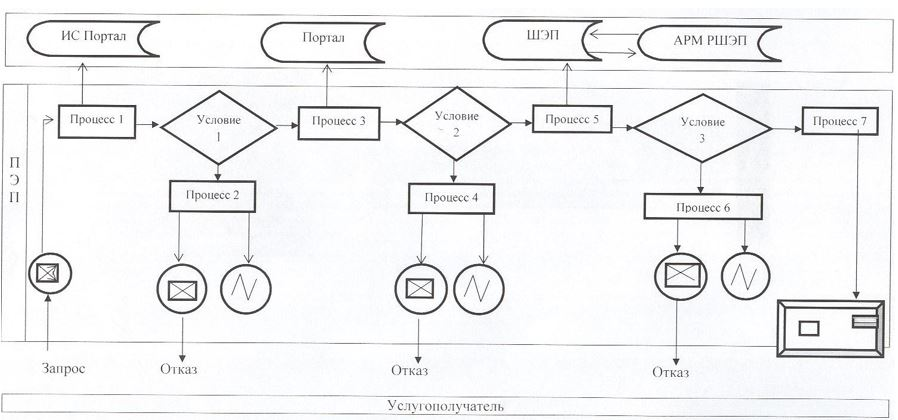 ИС Портал
Портал
ШЭП
АРМ РШЭП
ПЭП
Процесс 1
Условие
1
Процесс 3
Условие
2
Процесс 5
Условие
3
Процесс 7
Процесс 2
Процесс 4
Процесс 6
Запрос
Отказ
Отказ
Отказ
Услугополучатель